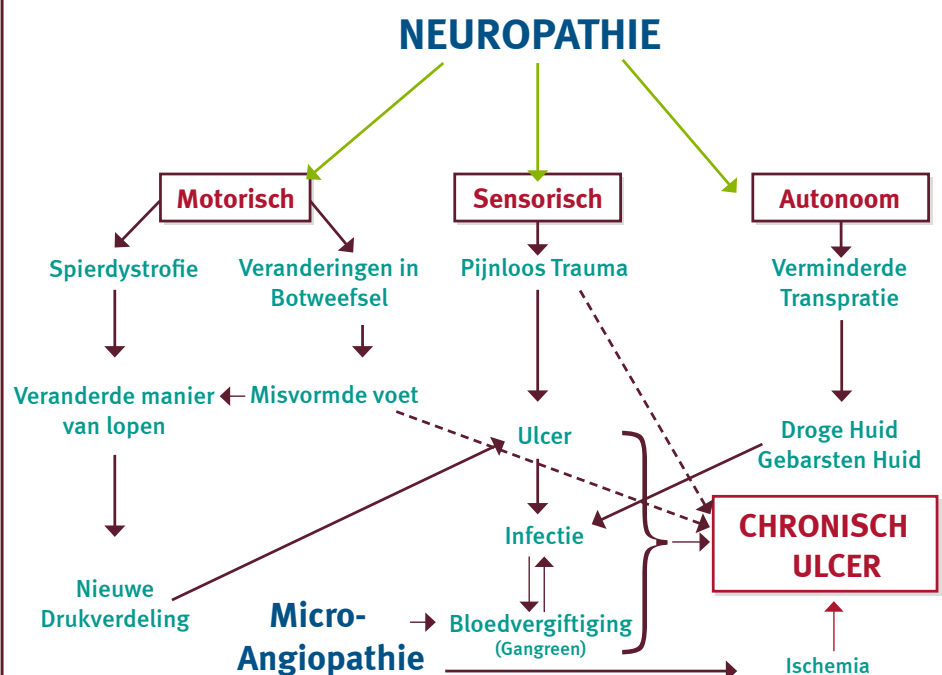 NEUROPATHIE
Motorisch
Sensorisch
Autonoom
Spierdystrofie
Veranderingen in
Botweefsel
Pijnloos Trauma
Verminderde
Transpratie
Veranderde manier
van lopen
Misvormde voet
Ulcer
Droge Huid
Gebarsten Huid
Infectie
CHRONISCH
ULCER
Nieuwe
Drukverdeling
Micro-
Angiopathie
Bloedvergiftiging
(Gangreen)
Ischemia